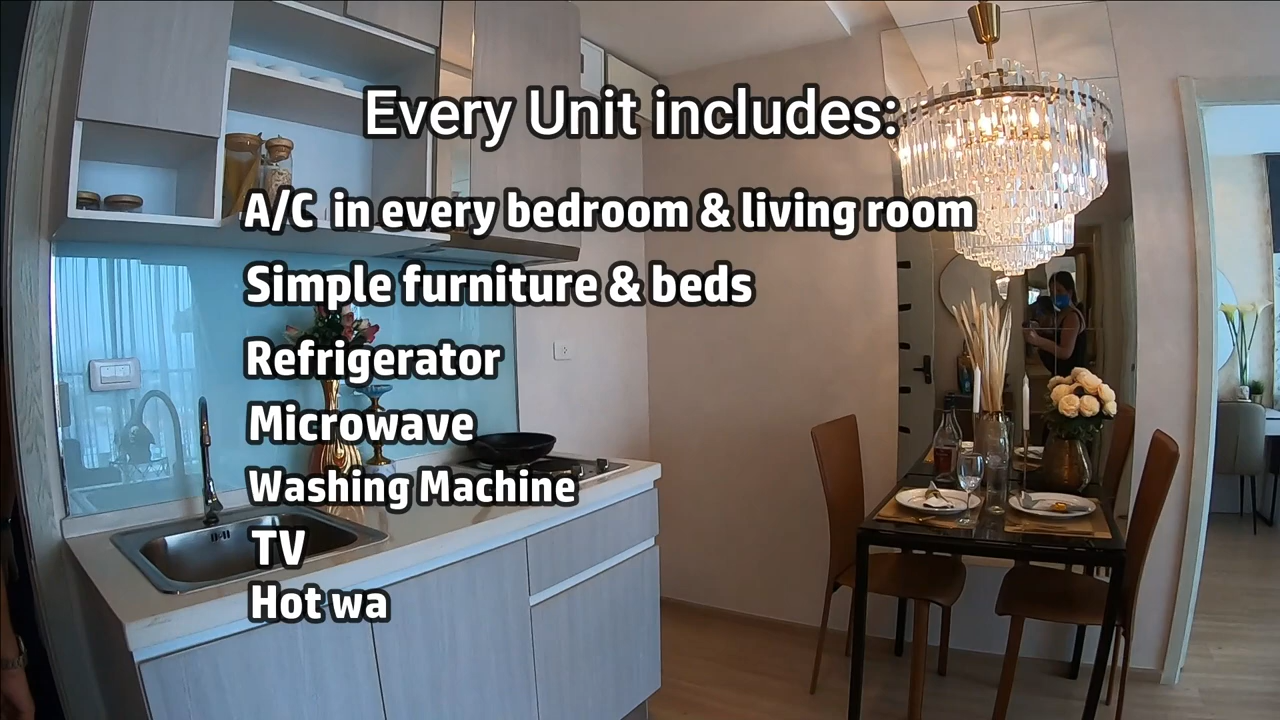 Every Unit includes:
A/C in every bedroom & living room
Simple furniture & beds
Refrigerator
Microwave
Washing Machine
TV
Hot wa